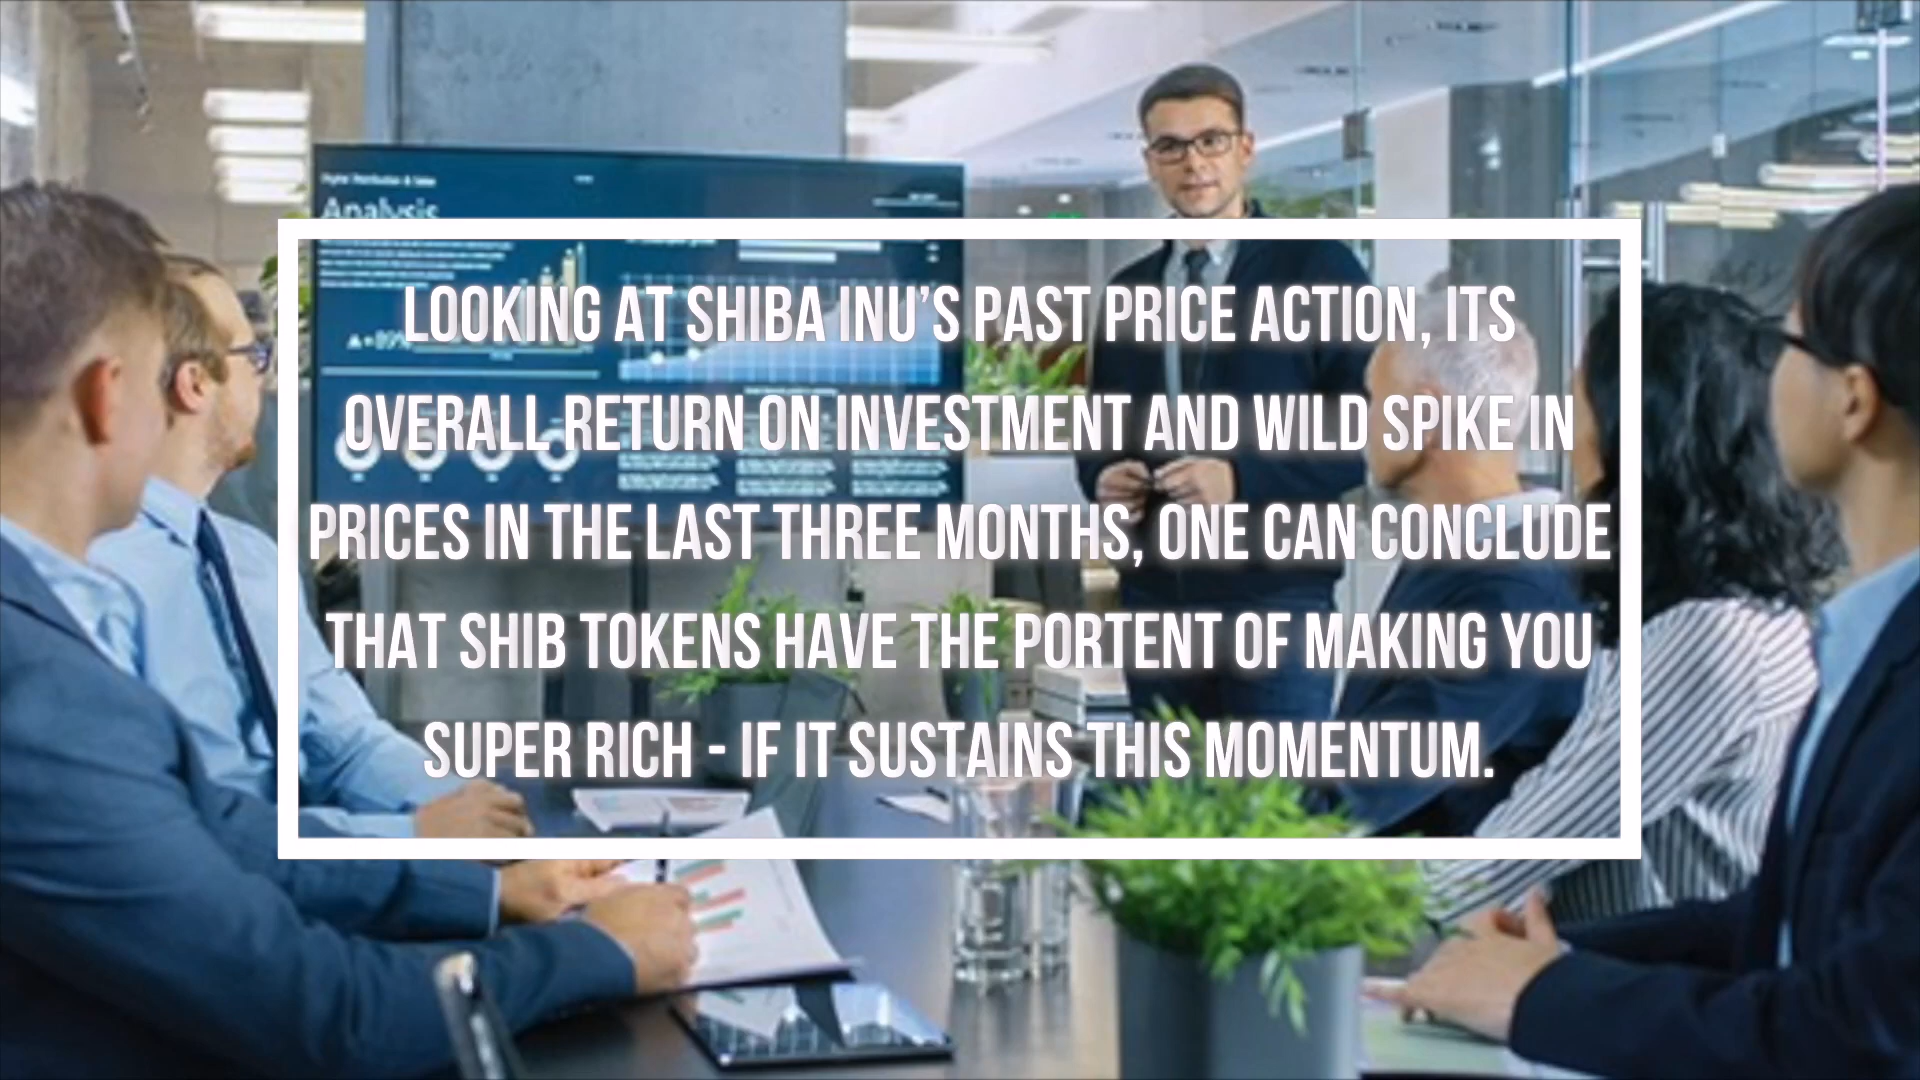 Analysis
LOOKING AT SHIBA INU’S PAST PRICE ACTION, ITS
OVERALL RETURN ON INVESTMENT AND WILD SPIKE IN
PRICES IN THE LAST THREE MONTHS, ONE CAN CONCLUDE
THAT SHIB TOKENS HAVE THE PORTENT OF MAKING YOU
SUPER RICH - IF IT SUSTAINS THIS MOMENTUM.